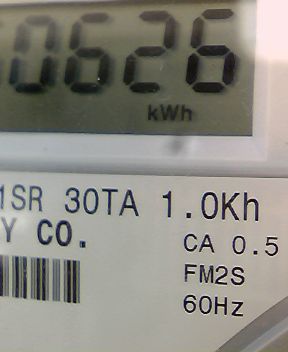 0626
kWh
1SR 30TA 1.0Kh
Y CO.
CA 0.5
FM2S
60Hz